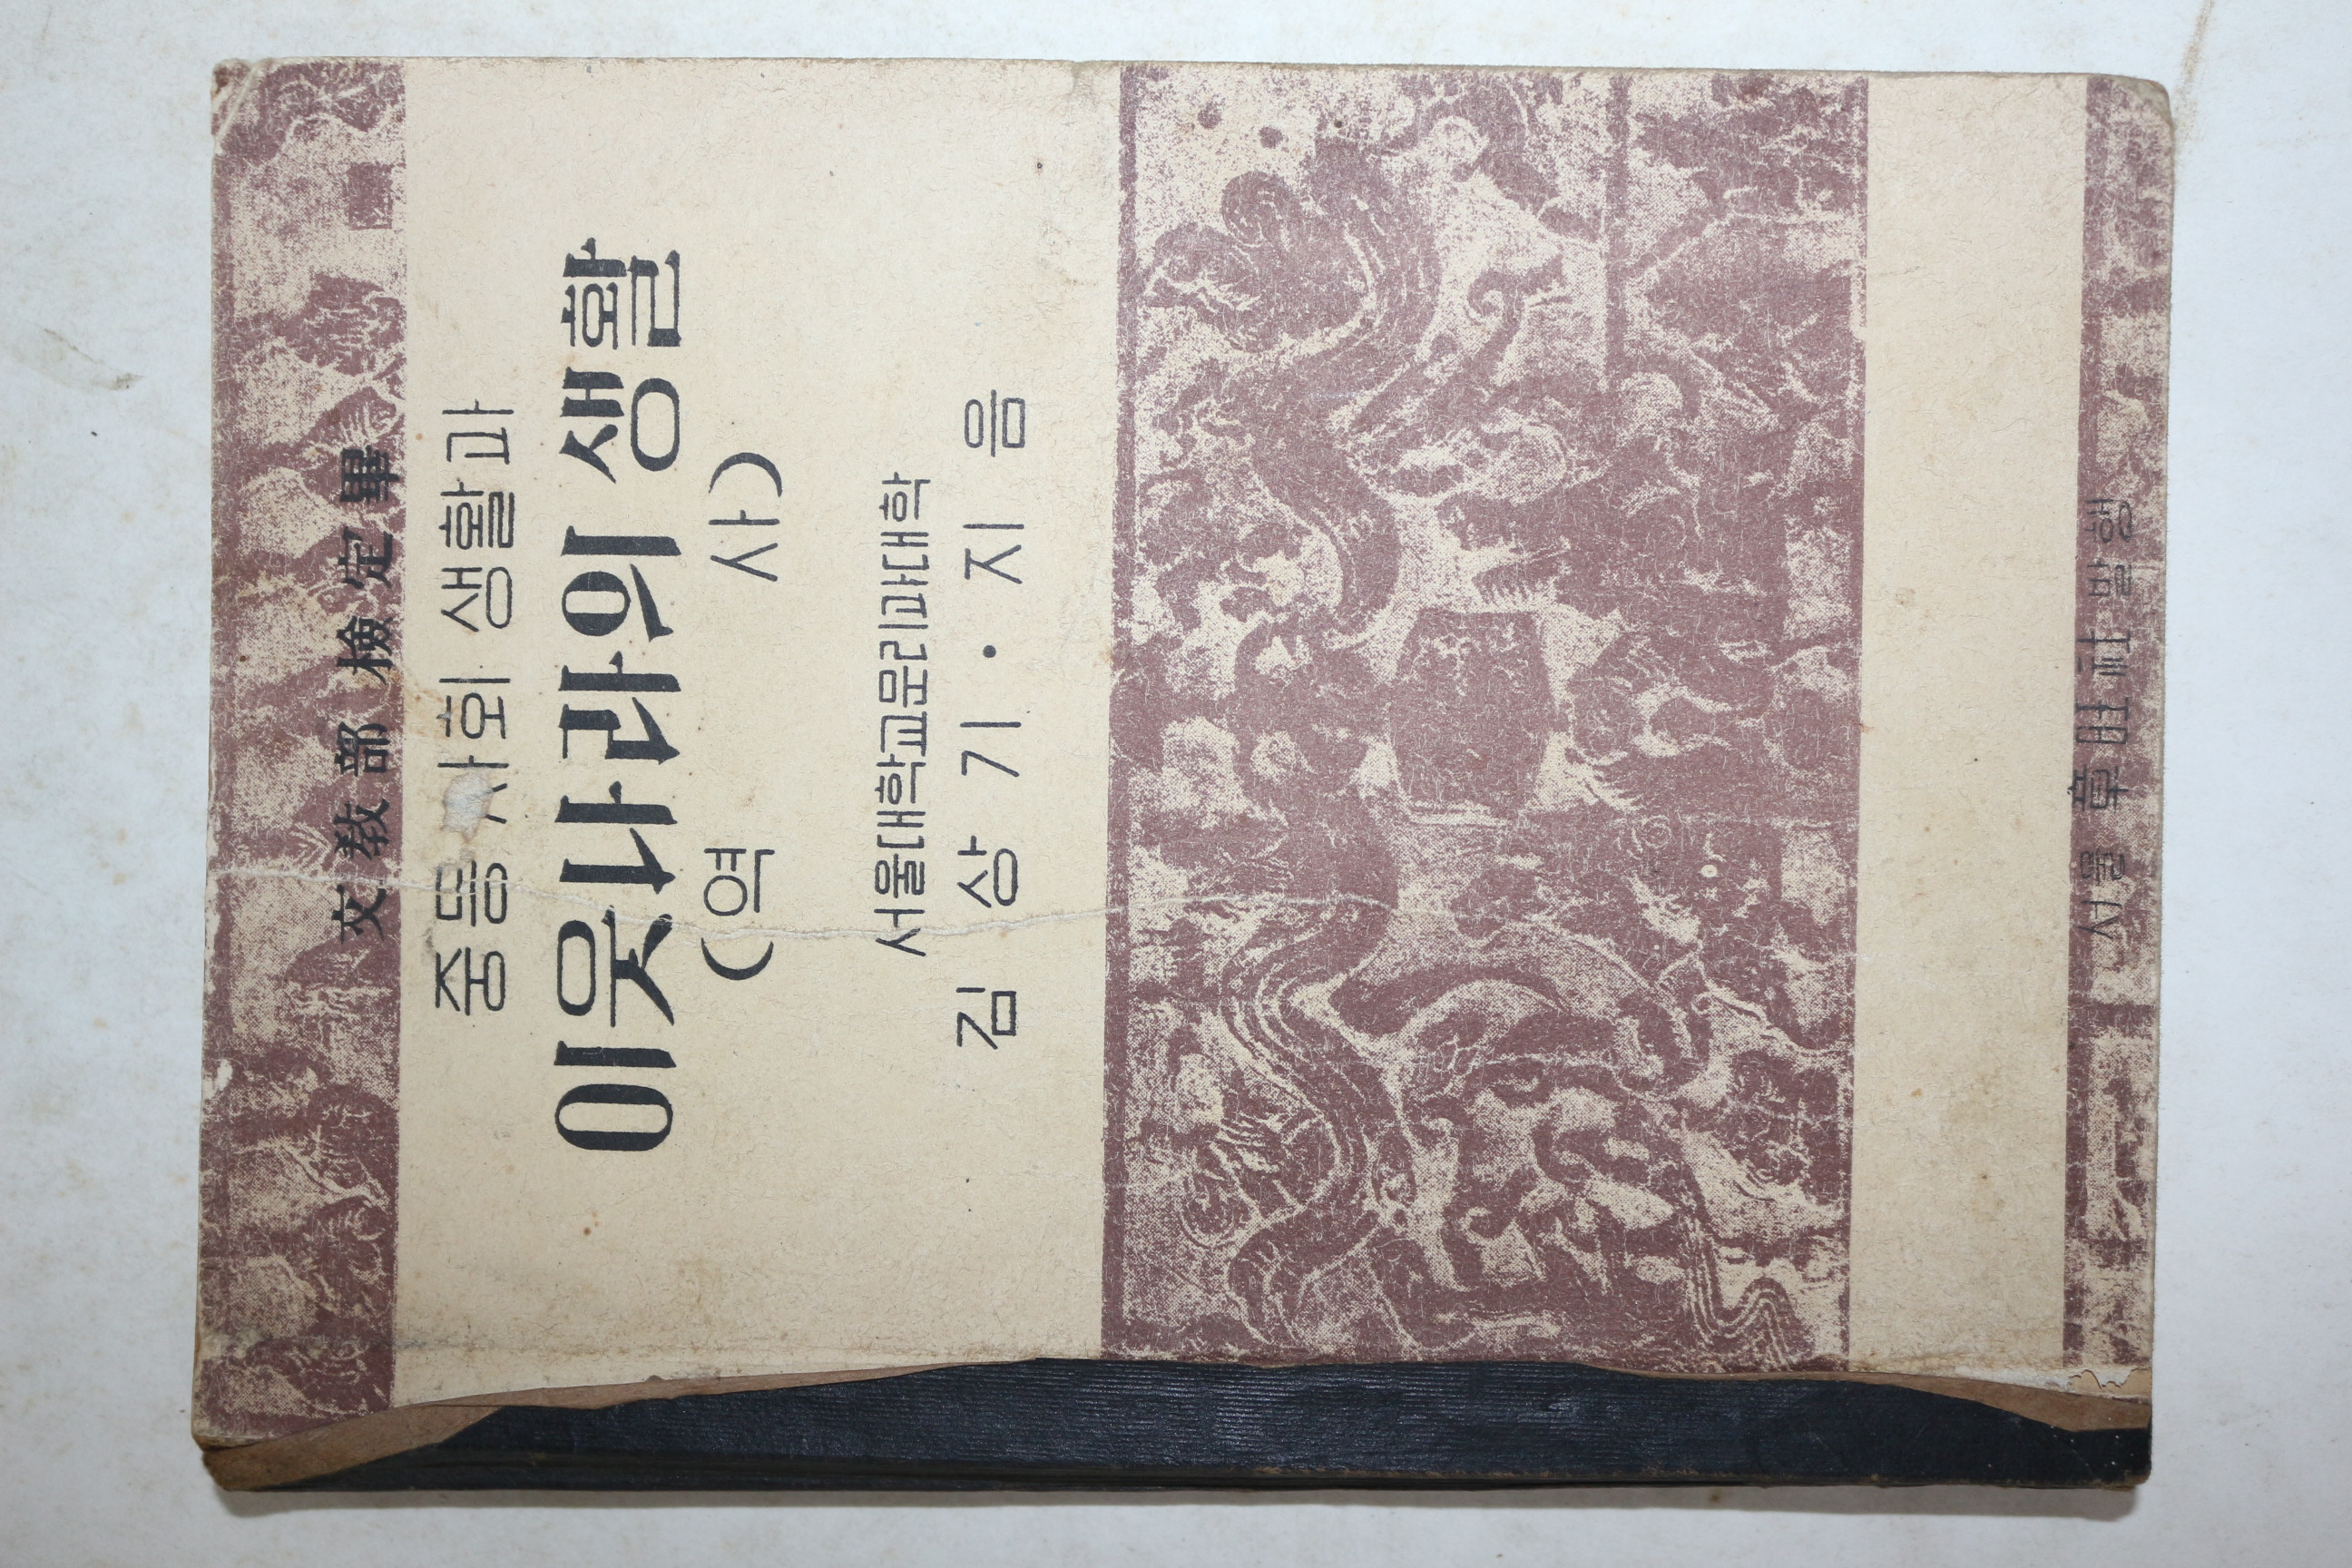 文敎部 檢定畢
중등 사회 생활과
이웃나라의 생활
(역 사)
서울대학교문리과대학
김 상 기 · 지 음
서울 章旺社 발행